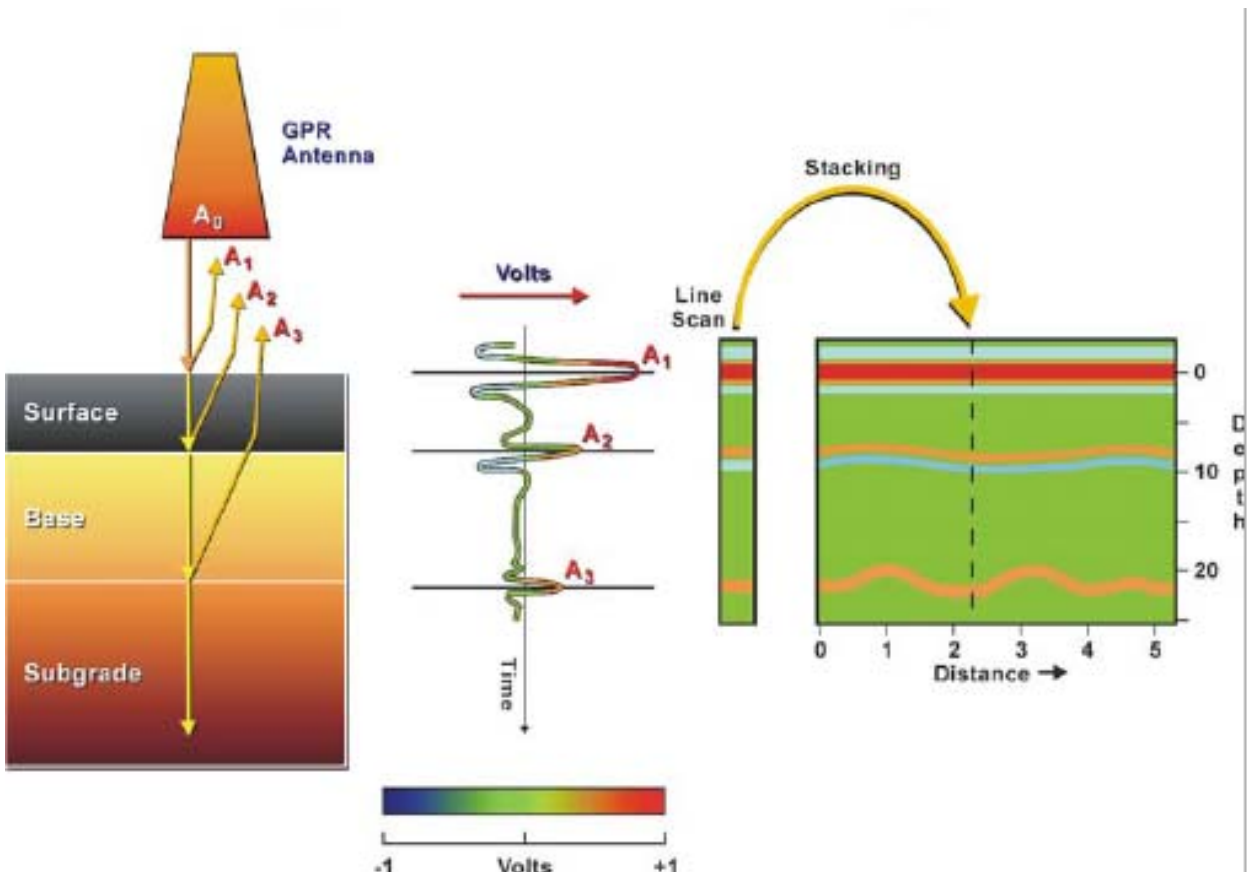 GPR
Antenna
A0
A1
A2
A3
Surface
Base
Subgrade
Volts
A1
A2
A3
Time
-1
Volts
+1
Stacking
Line
Scan
0
10
20
Depth
0 1 2 3 4 5
Distance →